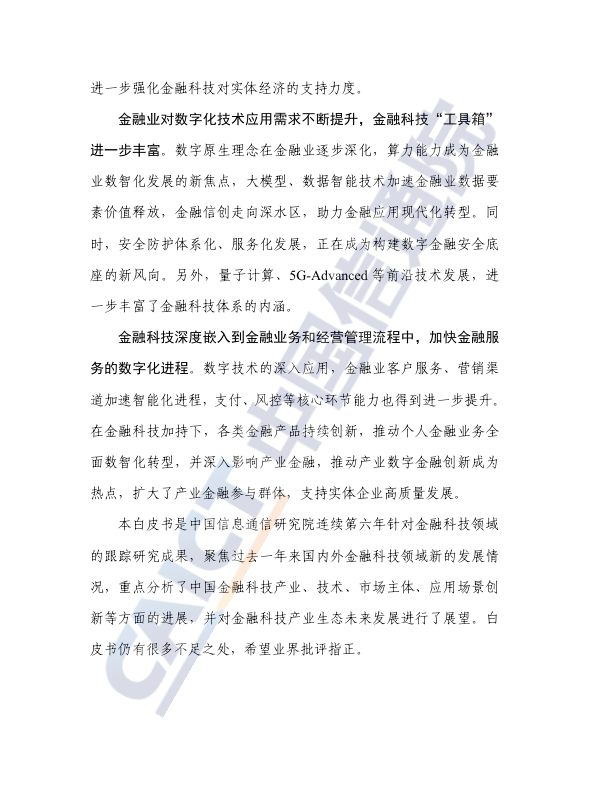 进一步强化金融科技对实体经济的支持力度。
金融业对数字化技术应用需求不断提升，金融科技“工具箱”
进一步丰富。数字原生理念在金融业逐步深化，算力能力成为金融
业数智化发展的新焦点，大模型、数据智能技术加速金融业数据要
素价值释放，金融信创走向深水区，助力金融应用现代化转型。同
时，安全防护体系化、服务化发展，正在成为构建数字金融安全底
座的新风向。另外，量子计算、5G-Advanced 等前沿技术发展，进
一步丰富了金融科技体系的内涵。
金融科技深度嵌入到金融业务和经营管理流程中，加快金融服
务的数字化进程。数字技术的深入应用，金融业客户服务、营销渠
道加速智能化进程，支付、风控等核心环节能力也得到进一步提升。
在金融科技加持下，各类金融产品持续创新，推动个人金融业务全
面数智化转型，并深入影响产业金融，推动产业数字金融创新成为
热点，扩大了产业金融参与群体，支持实体企业高质量发展。
本白皮书是中国信息通信研究院连续第六年针对金融科技领域
的跟踪研究成果，聚焦过去一年来国内外金融科技领域新的发展情
况，重点分析了中国金融科技产业、技术、市场主体、应用场景创
新等方面的进展，并对金融科技产业生态未来发展进行了展望。白
皮书仍有很多不足之处，希望业界批评指正。
CAICT 中国信通院